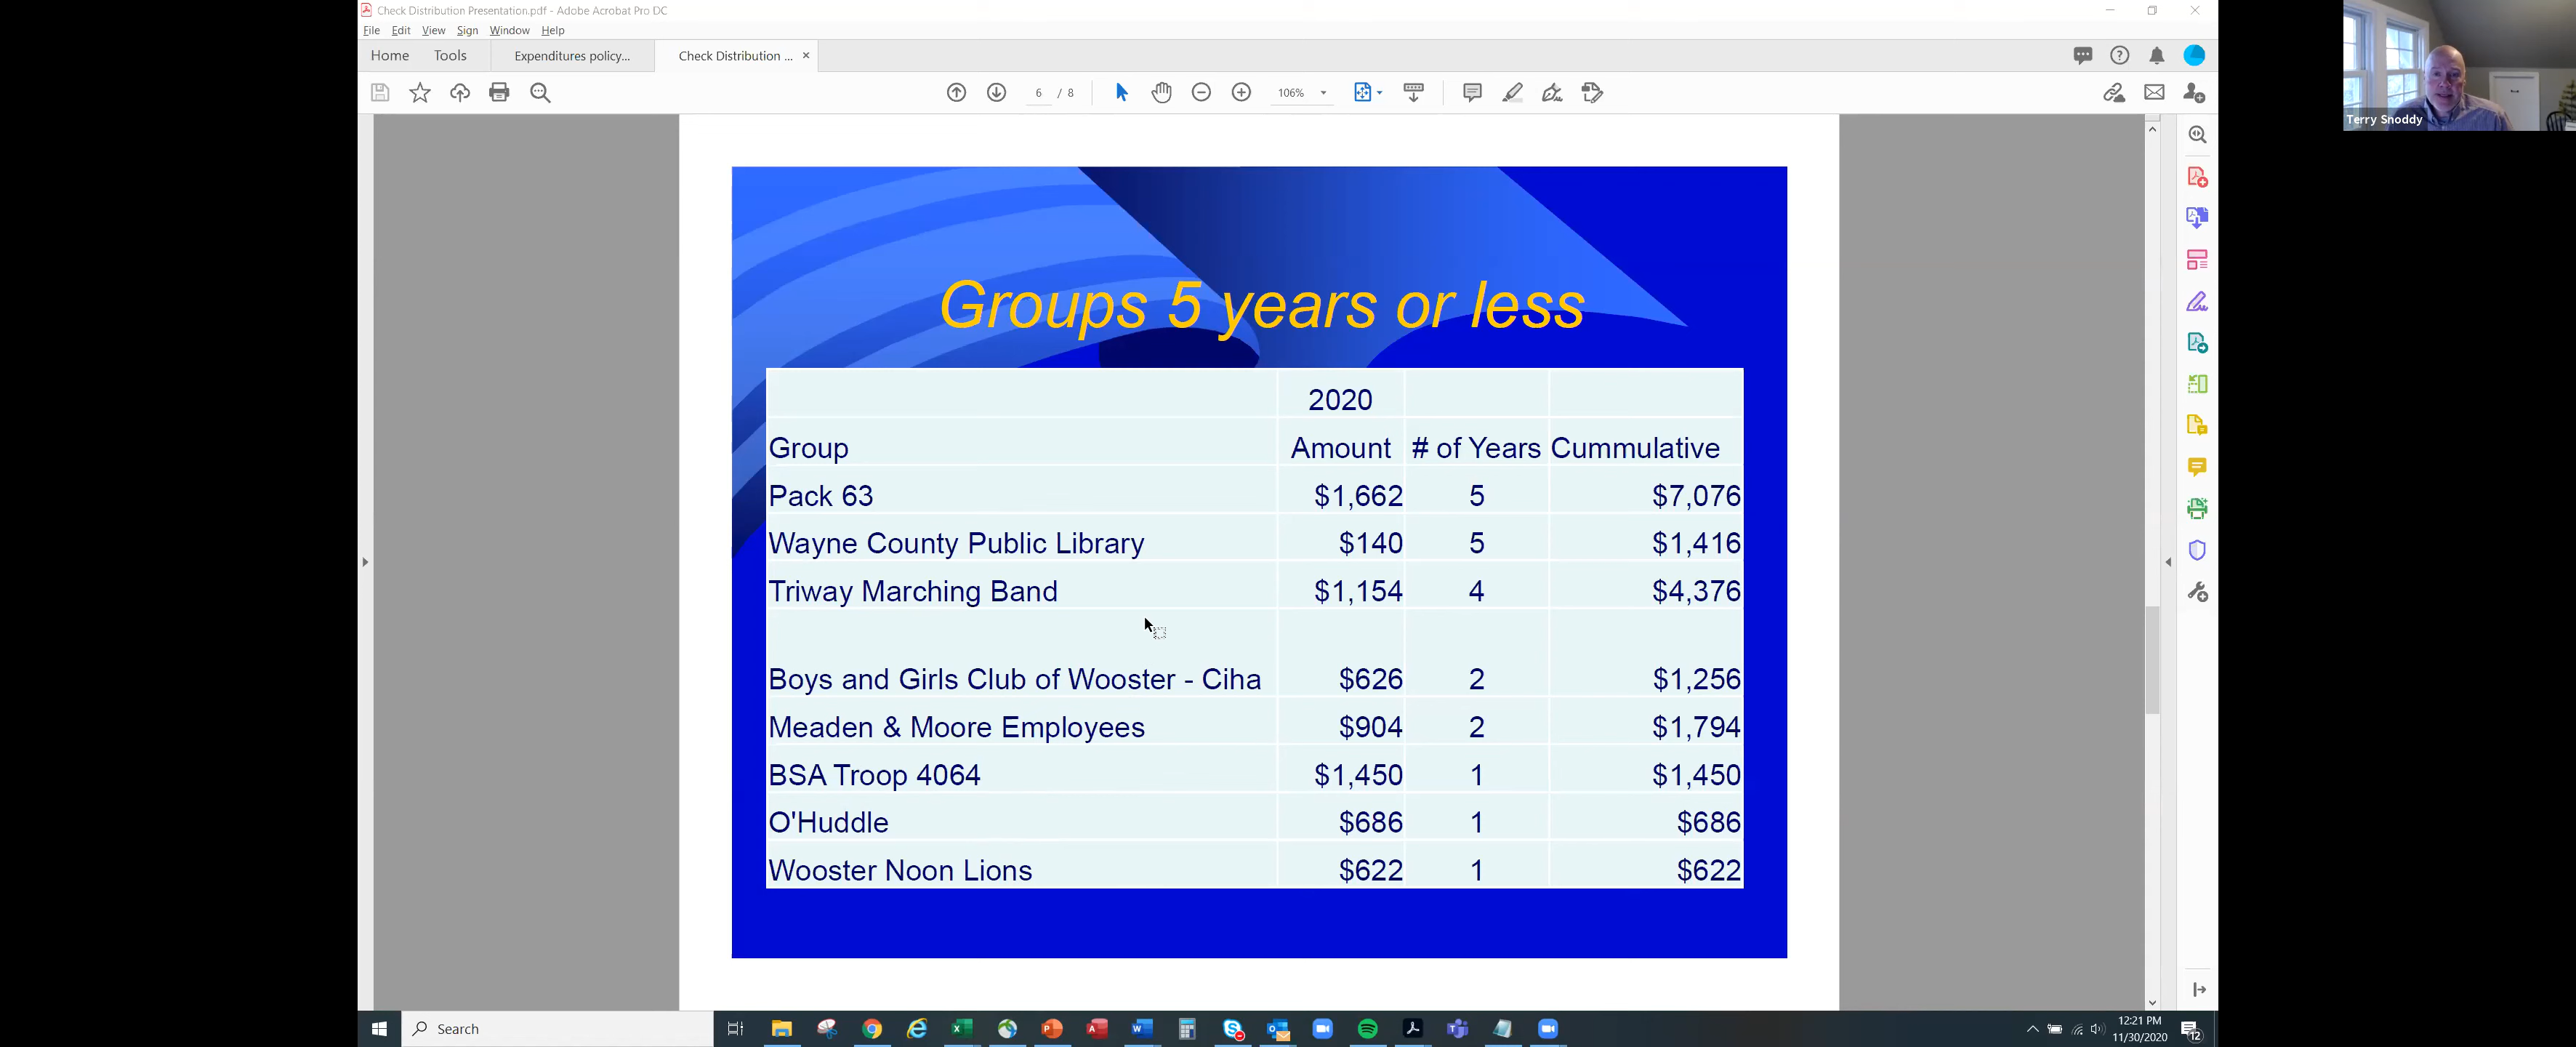 Check Distribution Presentation.pdf - Adobe Acrobat Pro DC
File Edit View Sign Window Help
Home Tools Expenditures policy... Check Distribution ... ×
6 / 8 106%
Terry Snoddy
Groups 5 years or less
2020
Group Amount # of Years Cummulative
Pack 63 $1,662 5 $7,076
Wayne County Public Library $140 5 $1,416
Triway Marching Band $1,154 4 $4,376
Boys and Girls Club of Wooster - Ciha $626 2 $1,256
Meaden & Moore Employees $904 2 $1,794
BSA Troop 4064 $1,450 1 $1,450
O'Huddle $686 1 $686
Wooster Noon Lions $622 1 $622
Search
12:21 PM
11/30/2020
12